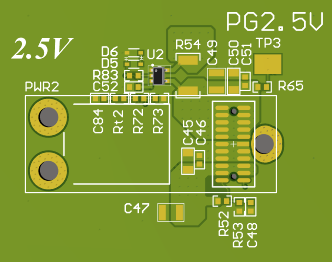 PG2.5V
2.5V
D6
U2
R54
C49
C50
C51
TP3
D5
R83
C52
R65
PWR2
C84
Rt2
R72
R73
C45
C46
C47
R52
R53
C48